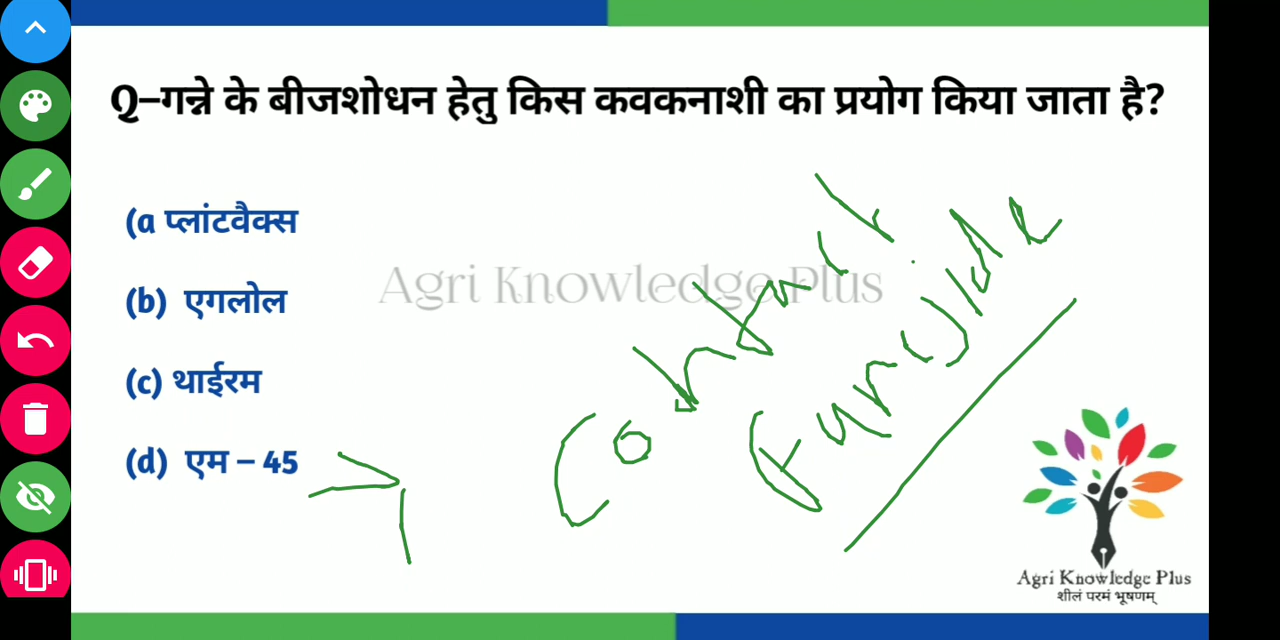 Q–गन्ने के बीजशोधन हेतु किस कवकनाशी का प्रयोग किया जाता है?
(a प्लांटवैक्स
(b) एगलोल
(c) थाईरम
(d) एम – 45
Agri Knowledge Plus
Contact
Fungicide
Agri Knowledge Plus
शीलं परमं भूषणम्